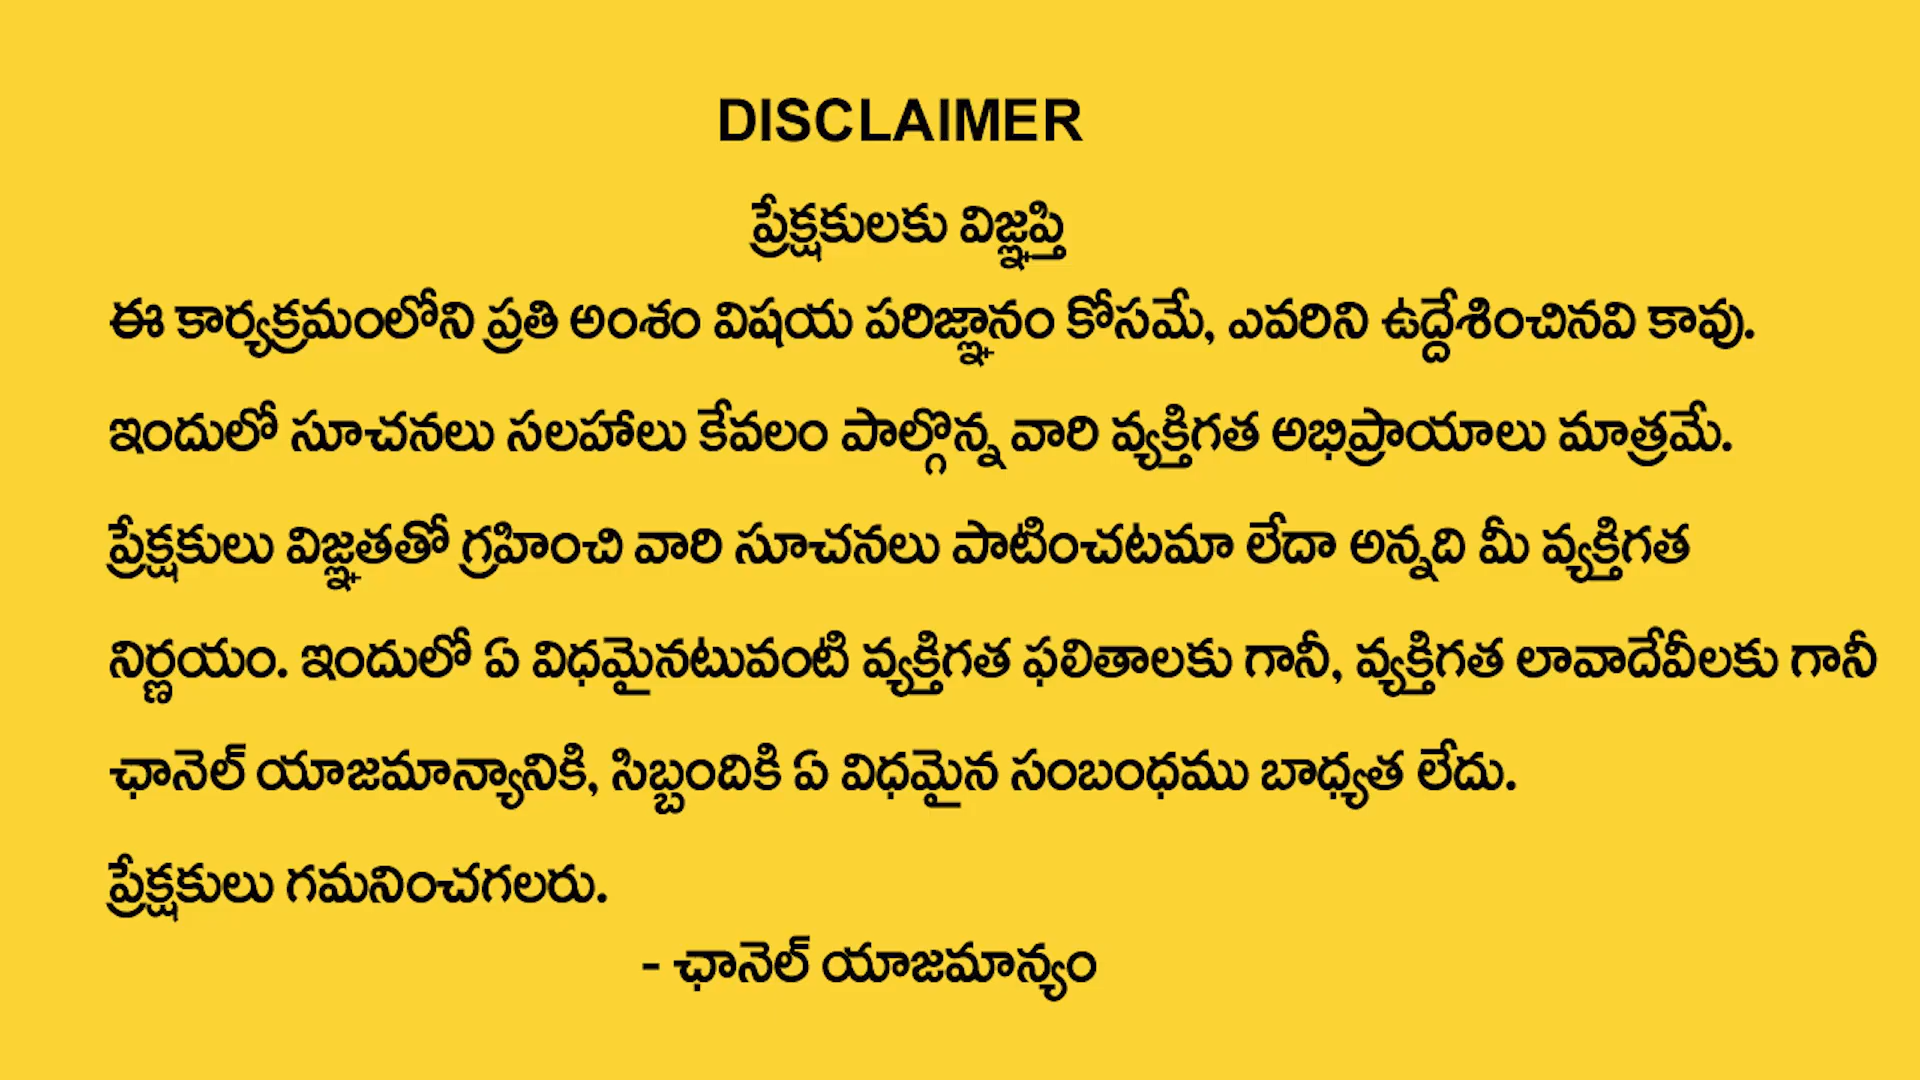 DISCLAIMER
ప్రేక్షకులకు విజ్ఞప్తి
ఈ కార్యక్రమంలోని ప్రతి అంశం విషయ పరిజ్ఞానం కోసమే, ఎవరిని ఉద్దేశించినవి కావు.
ఇందులో సూచనలు సలహాలు కేవలం పాల్గొన్న వారి వ్యక్తిగత అభిప్రాయాలు మాత్రమే.
ప్రేక్షకులు విజ్ఞతతో గ్రహించి వారి సూచనలు పాటించటమా లేదా అన్నది మీ వ్యక్తిగత
నిర్ణయం. ఇందులో ఏ విధమైనటువంటి వ్యక్తిగత ఫలితాలకు గానీ, వ్యక్తిగత లావాదేవీలకు గానీ
ఛానెల్ యాజమాన్యానికి, సిబ్బందికి ఏ విధమైన సంబంధము బాధ్యత లేదు.
ప్రేక్షకులు గమనించగలరు.
- ఛానెల్ యాజమాన్యం